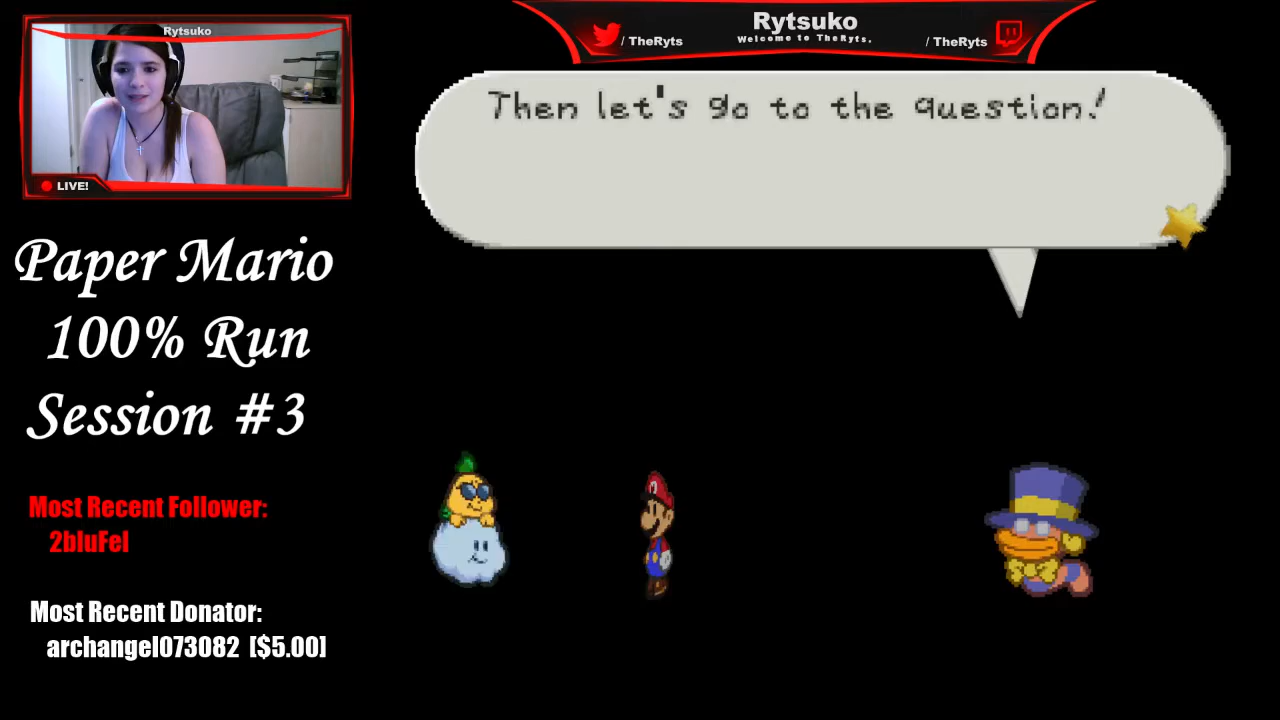 Rytsuko
LIVE!
Rytsuko
Welcome to TheRyts.
/ TheRyts
/ TheRyts
Then let's go to the question!
Paper Mario
100% Run
Session #3
Most Recent Follower:
2bluFel
Most Recent Donator:
archangel073082 [$5.00]